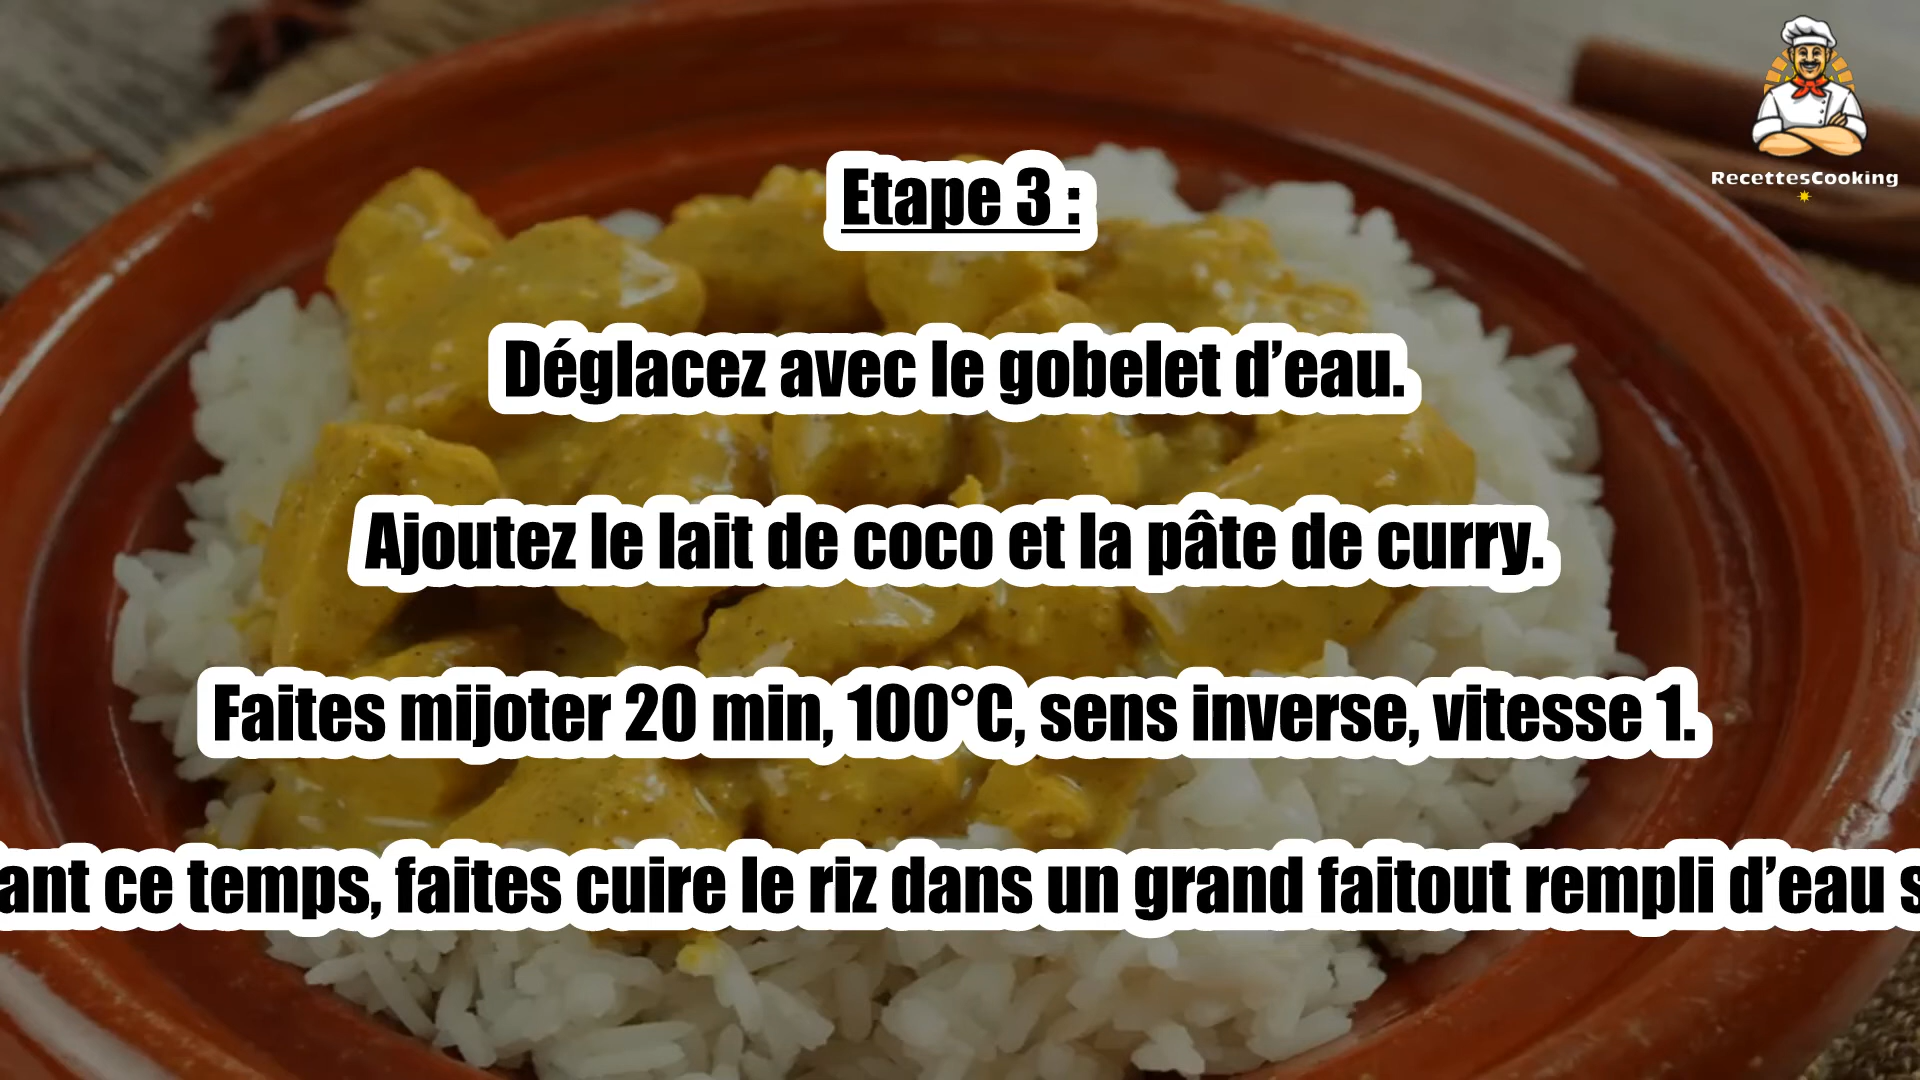 RecettesCooking
Etape 3 :
Déglacez avec le gobelet d’eau.
Ajoutez le lait de coco et la pâte de curry.
Faites mijoter 20 min, 100°C, sens inverse, vitesse 1.
ant ce temps, faites cuire le riz dans un grand faitout rempli d’eau s